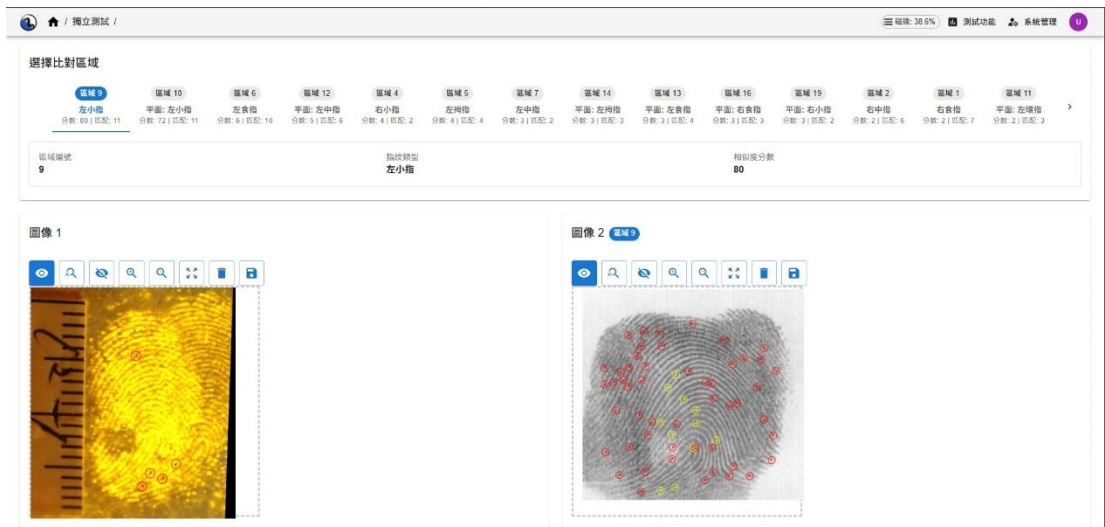 / 獨立測試 /
磁碟: 38.6%
測試功能
系統管理
U
選擇比對區域
區域 9
左小指
分數: 80 | 匹配: 11
區域 10
平面: 左小指
分數: 72 | 匹配: 11
區域 6
左食指
分數: 6 | 匹配: 10
區域 12
平面: 左中指
分數: 5 | 匹配: 6
區域 4
右小指
分數: 4 | 匹配: 2
區域 5
左拇指
分數: 4 | 匹配: 4
區域 7
左中指
分數: 3 | 匹配: 2
區域 14
平面: 左拇指
分數: 3 | 匹配: 3
區域 13
平面: 左食指
分數: 3 | 匹配: 4
區域 16
平面: 右食指
分數: 3 | 匹配: 3
區域 19
平面: 右小指
分數: 3 | 匹配: 2
區域 2
右中指
分數: 2 | 匹配: 6
區域 1
右食指
分數: 2 | 匹配: 7
區域 11
平面: 左環指
分數: 2 | 匹配: 3
區域編號
9
指紋類型
左小指
相似度分數
80
圖像 1
圖像 2
區域 9